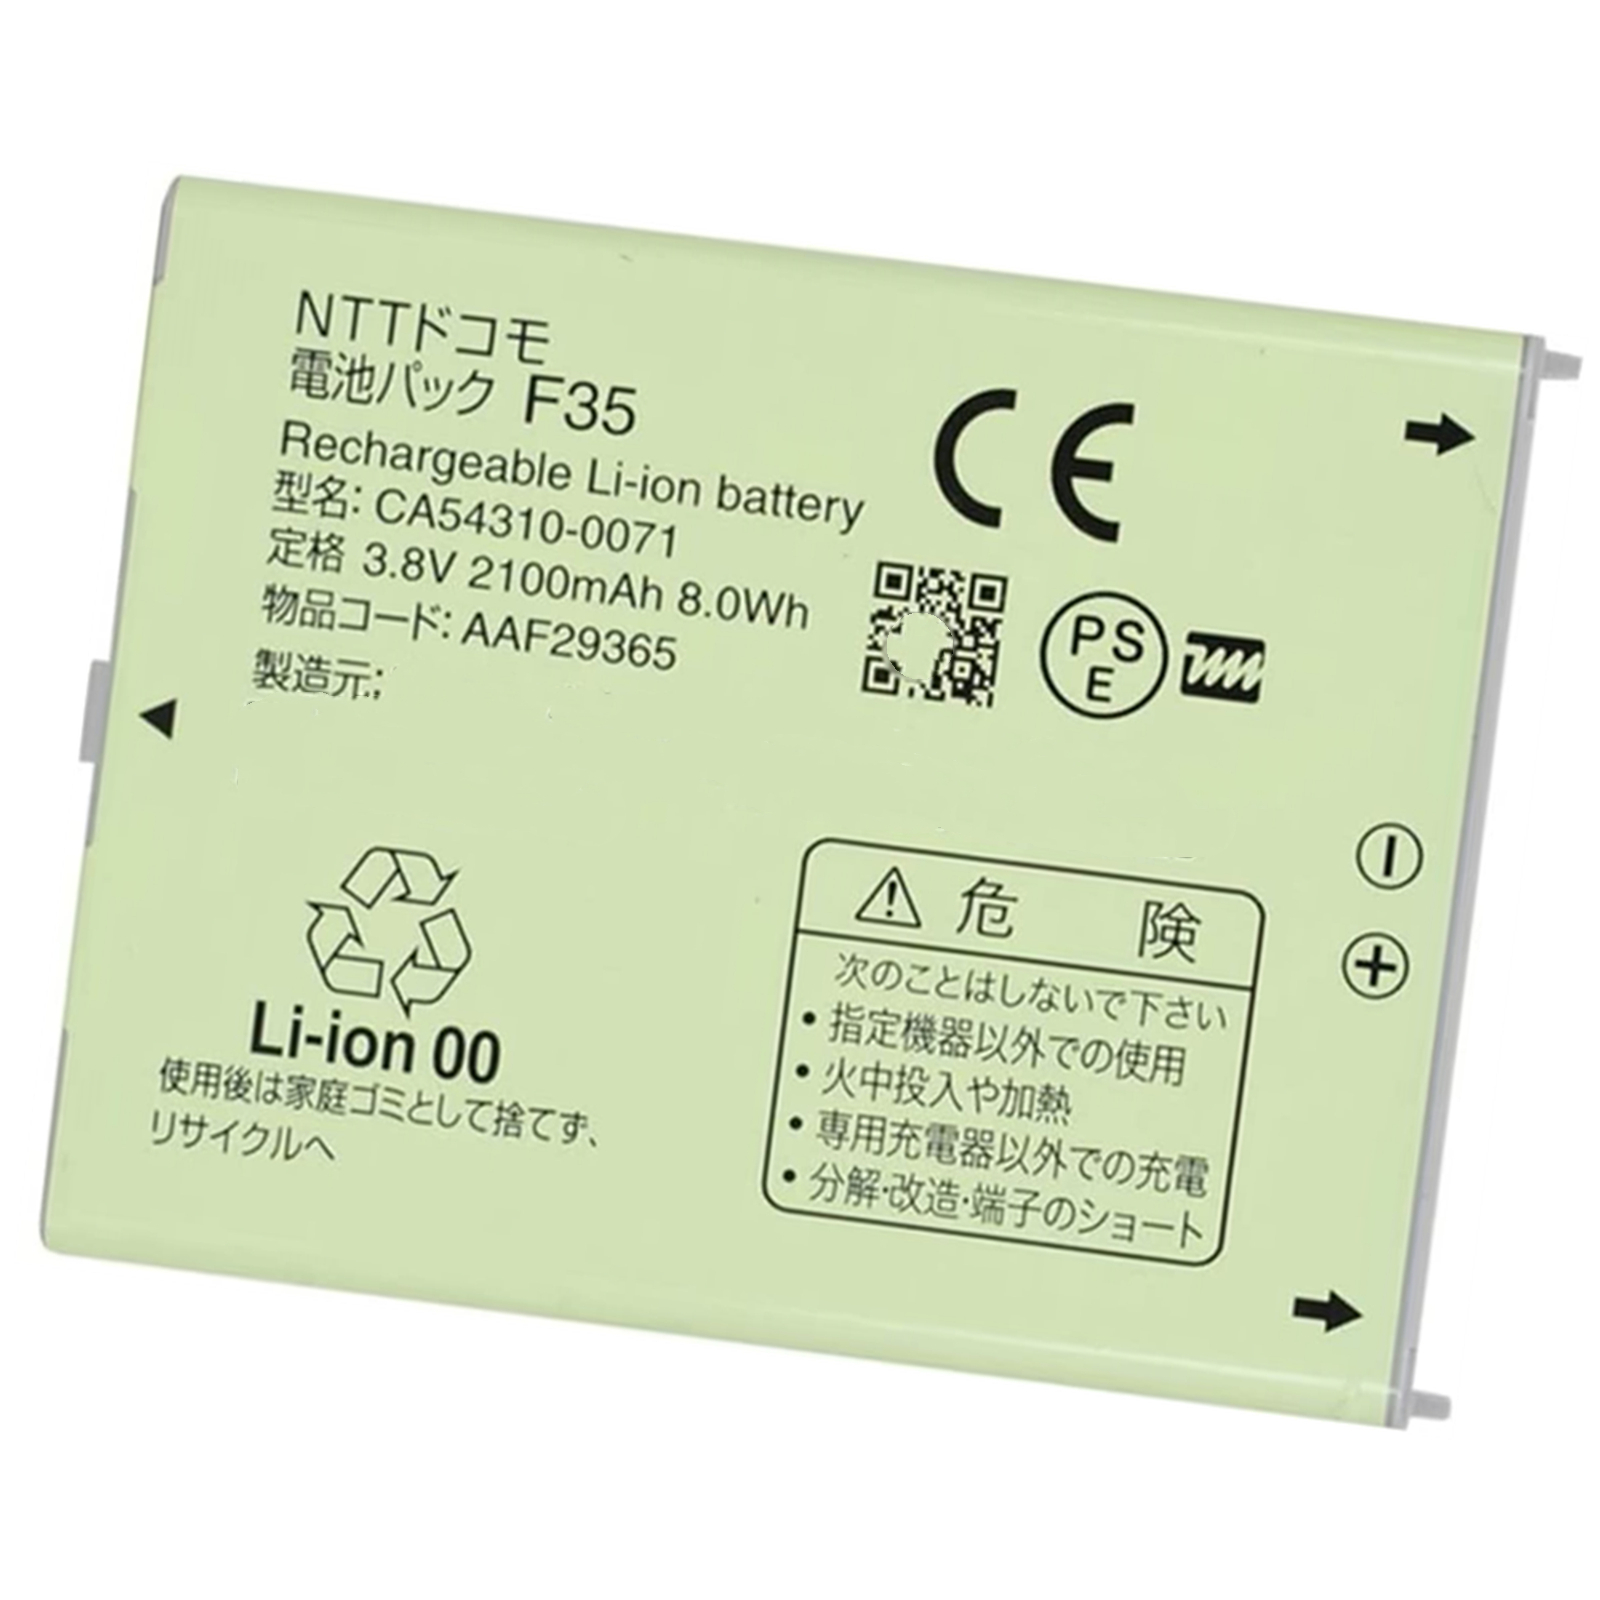 NTTドコモ
電池パック F35
Rechargeable Li-ion battery
型名: CA54310-0071
定格 3.8V 2100mAh 8.0Wh
物品コード: AAF29365
製造元:
CE
PS
E
Li-ion 00
使用後は家庭ゴミとして捨てず、
リサイクルへ
⚠ 危 険
次のことはしないで下さい
• 指定機器以外での使用
• 火中投入や加熱
• 専用充電器以外での充電
• 分解・改造・端子のショート